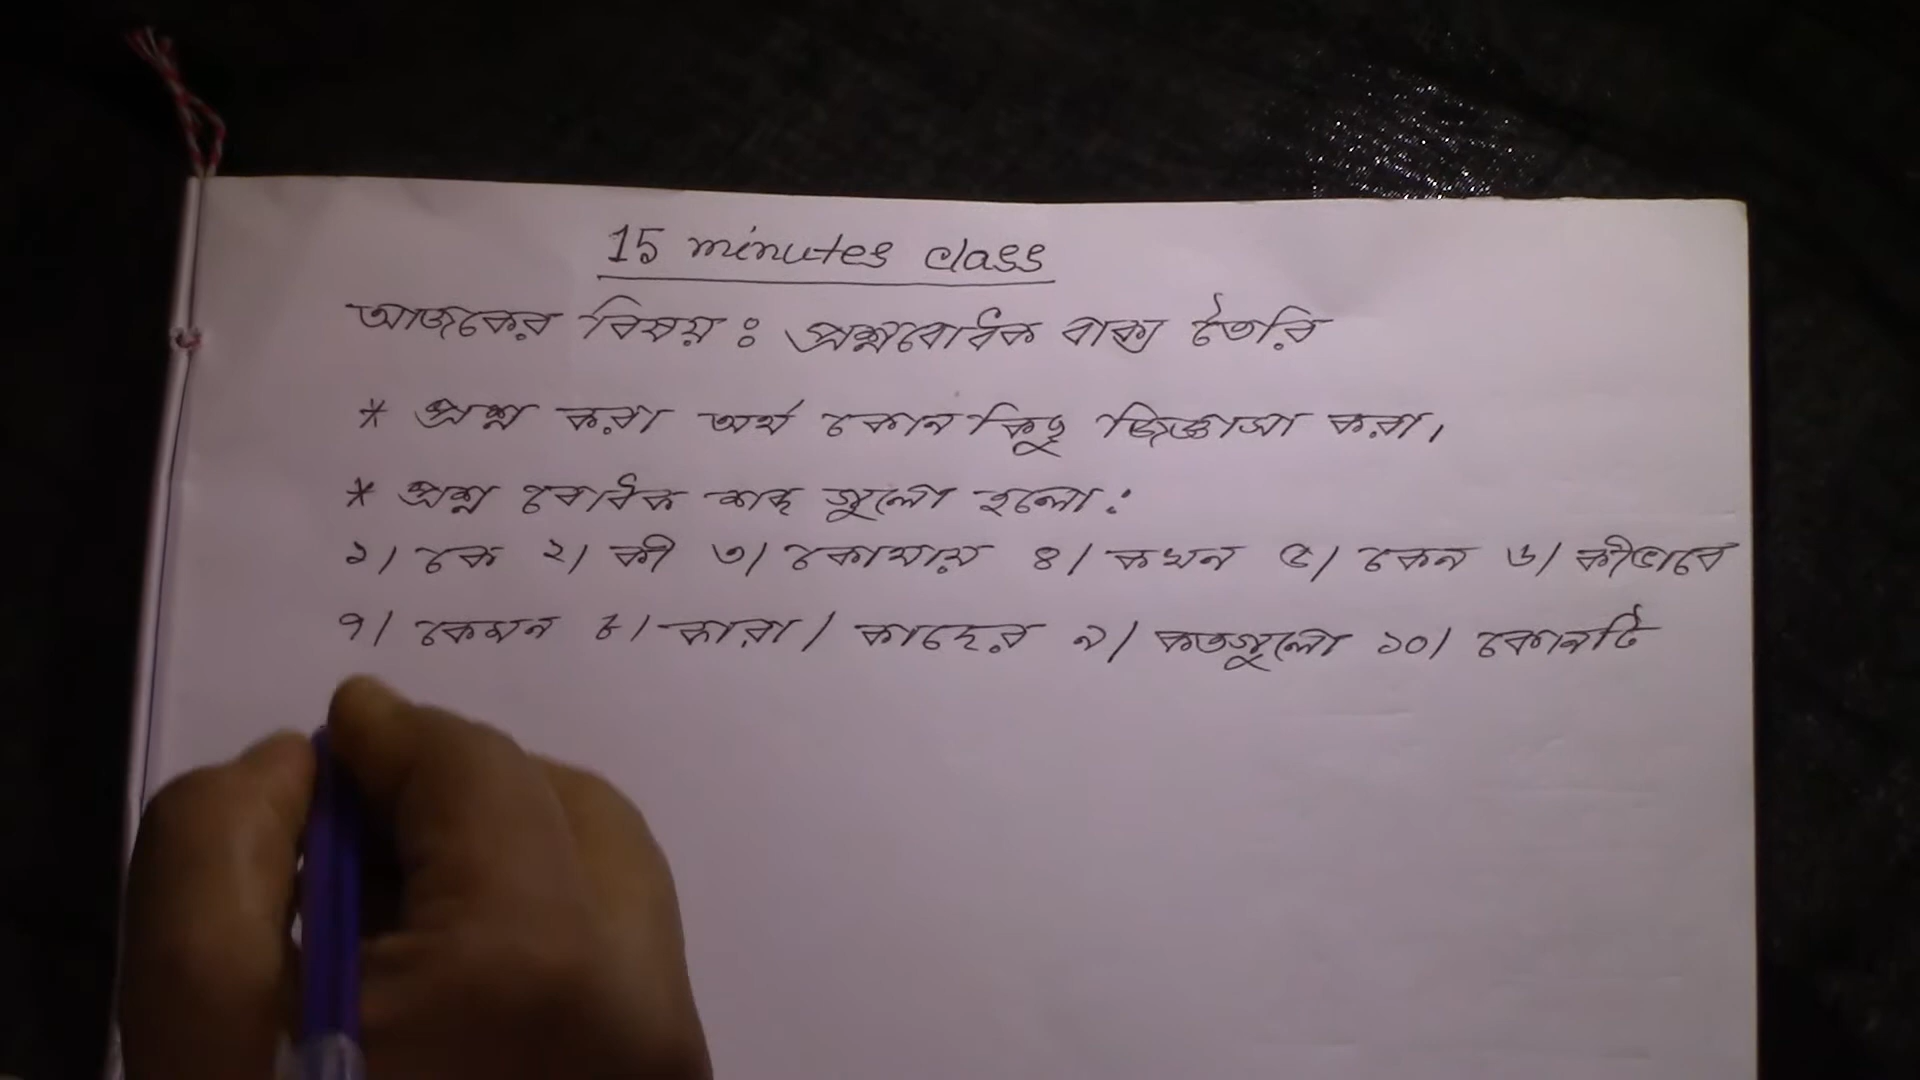 15 minutes class
আজকের বিষয়ঃ প্রশ্নবোধক বাক্য তৈরি
* প্রশ্ন করা অর্থ কোন কিছু জিজ্ঞাসা করা।
* প্রশ্ন বোধক শব্দ গুলো হলো:
১/ কে ২/ কী ৩/ কোথায় ৪/ কখন ৫/ কেন ৬/ কীভাবে
৭/ কেমন ৮/ কারা/ কাদের ৯/ কতগুলো ১০/ কোনটি